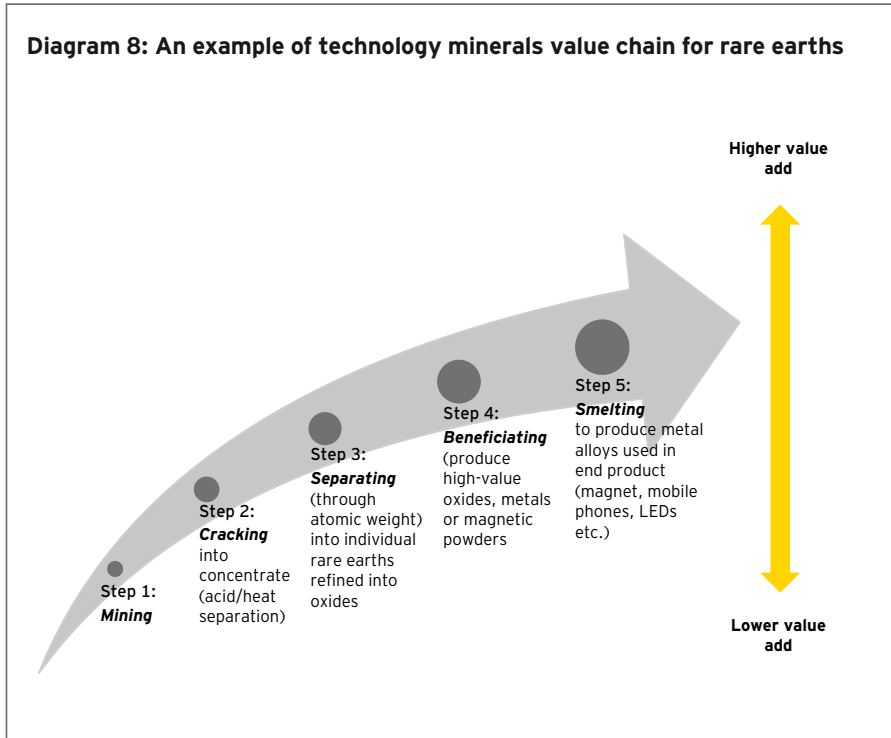 Diagram 8: An example of technology minerals value chain for rare earths
Higher value
add
Step 5:
Smelting
to produce metal
alloys used in
end product
(magnet, mobile
phones, LEDs
etc.)
Step 4:
Beneficiating
(produce
high-value
oxides, metals
or magnetic
powders
Step 3:
Separating
(through
atomic weight)
into individual
rare earths
refined into
oxides
Step 2:
Cracking
into
concentrate
(acid/heat
separation)
Step 1:
Mining
Lower value
add